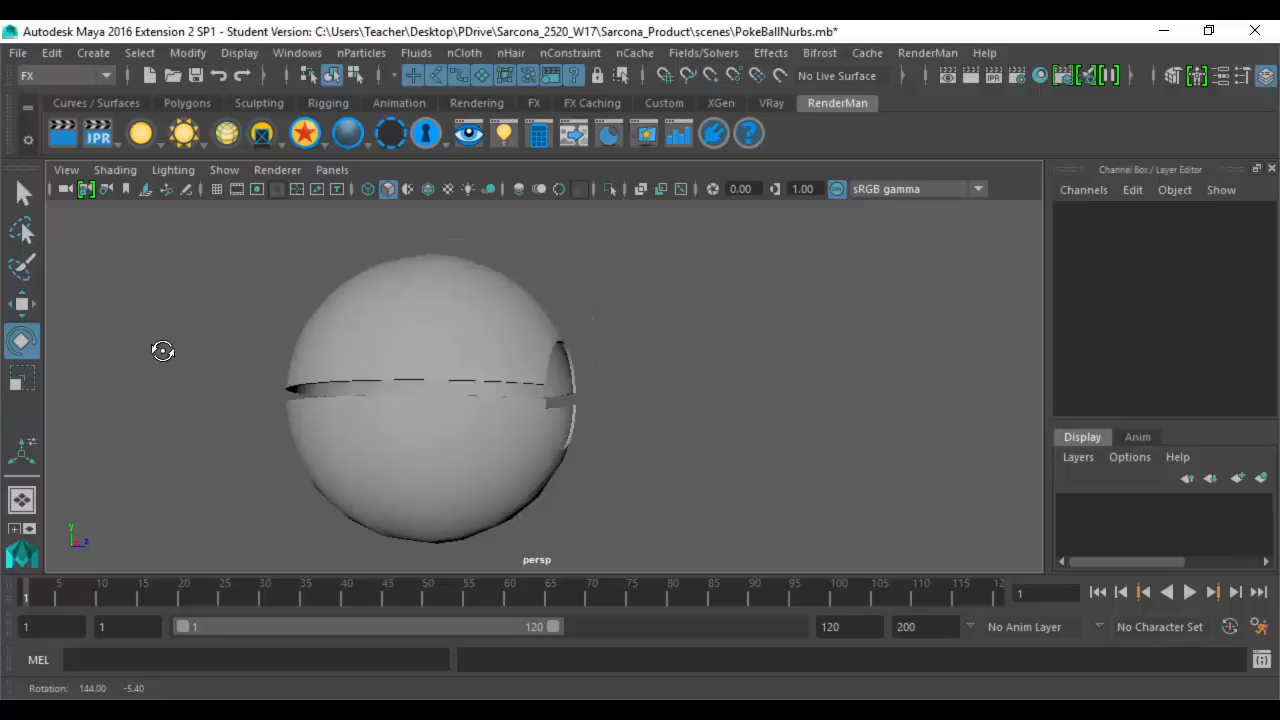 Autodesk Maya 2016 Extension 2 SP1 - Student Version: C:\Users\Teacher\Desktop\PDrive\Sarcona_2520_W17\Sarcona_Product\scenes\PokeBallNurbs.mb*
File Edit Create Select Modify Display Windows nParticles Fluids nCloth nHair nConstraint nCache Fields/Solvers Effects Bifrost Cache RenderMan Help
FX No Live Surface IPR
Curves / Surfaces Polygons Sculpting Rigging Animation Rendering FX FX Caching Custom XGen VRay RenderMan
IPR
View Shading Lighting Show Renderer Panels
0.00 1.00 ON sRGB gamma
Channel Box / Layer Editor
Channels Edit Object Show
y
z
persp
Display Anim
Layers Options Help
1 5 10 15 20 25 30 35 40 45 50 55 60 65 70 75 80 85 90 95 100 105 110 115 12
1
1 1 1 120 120 200 No Anim Layer No Character Set
MEL
Rotation: 144.00 -5.40